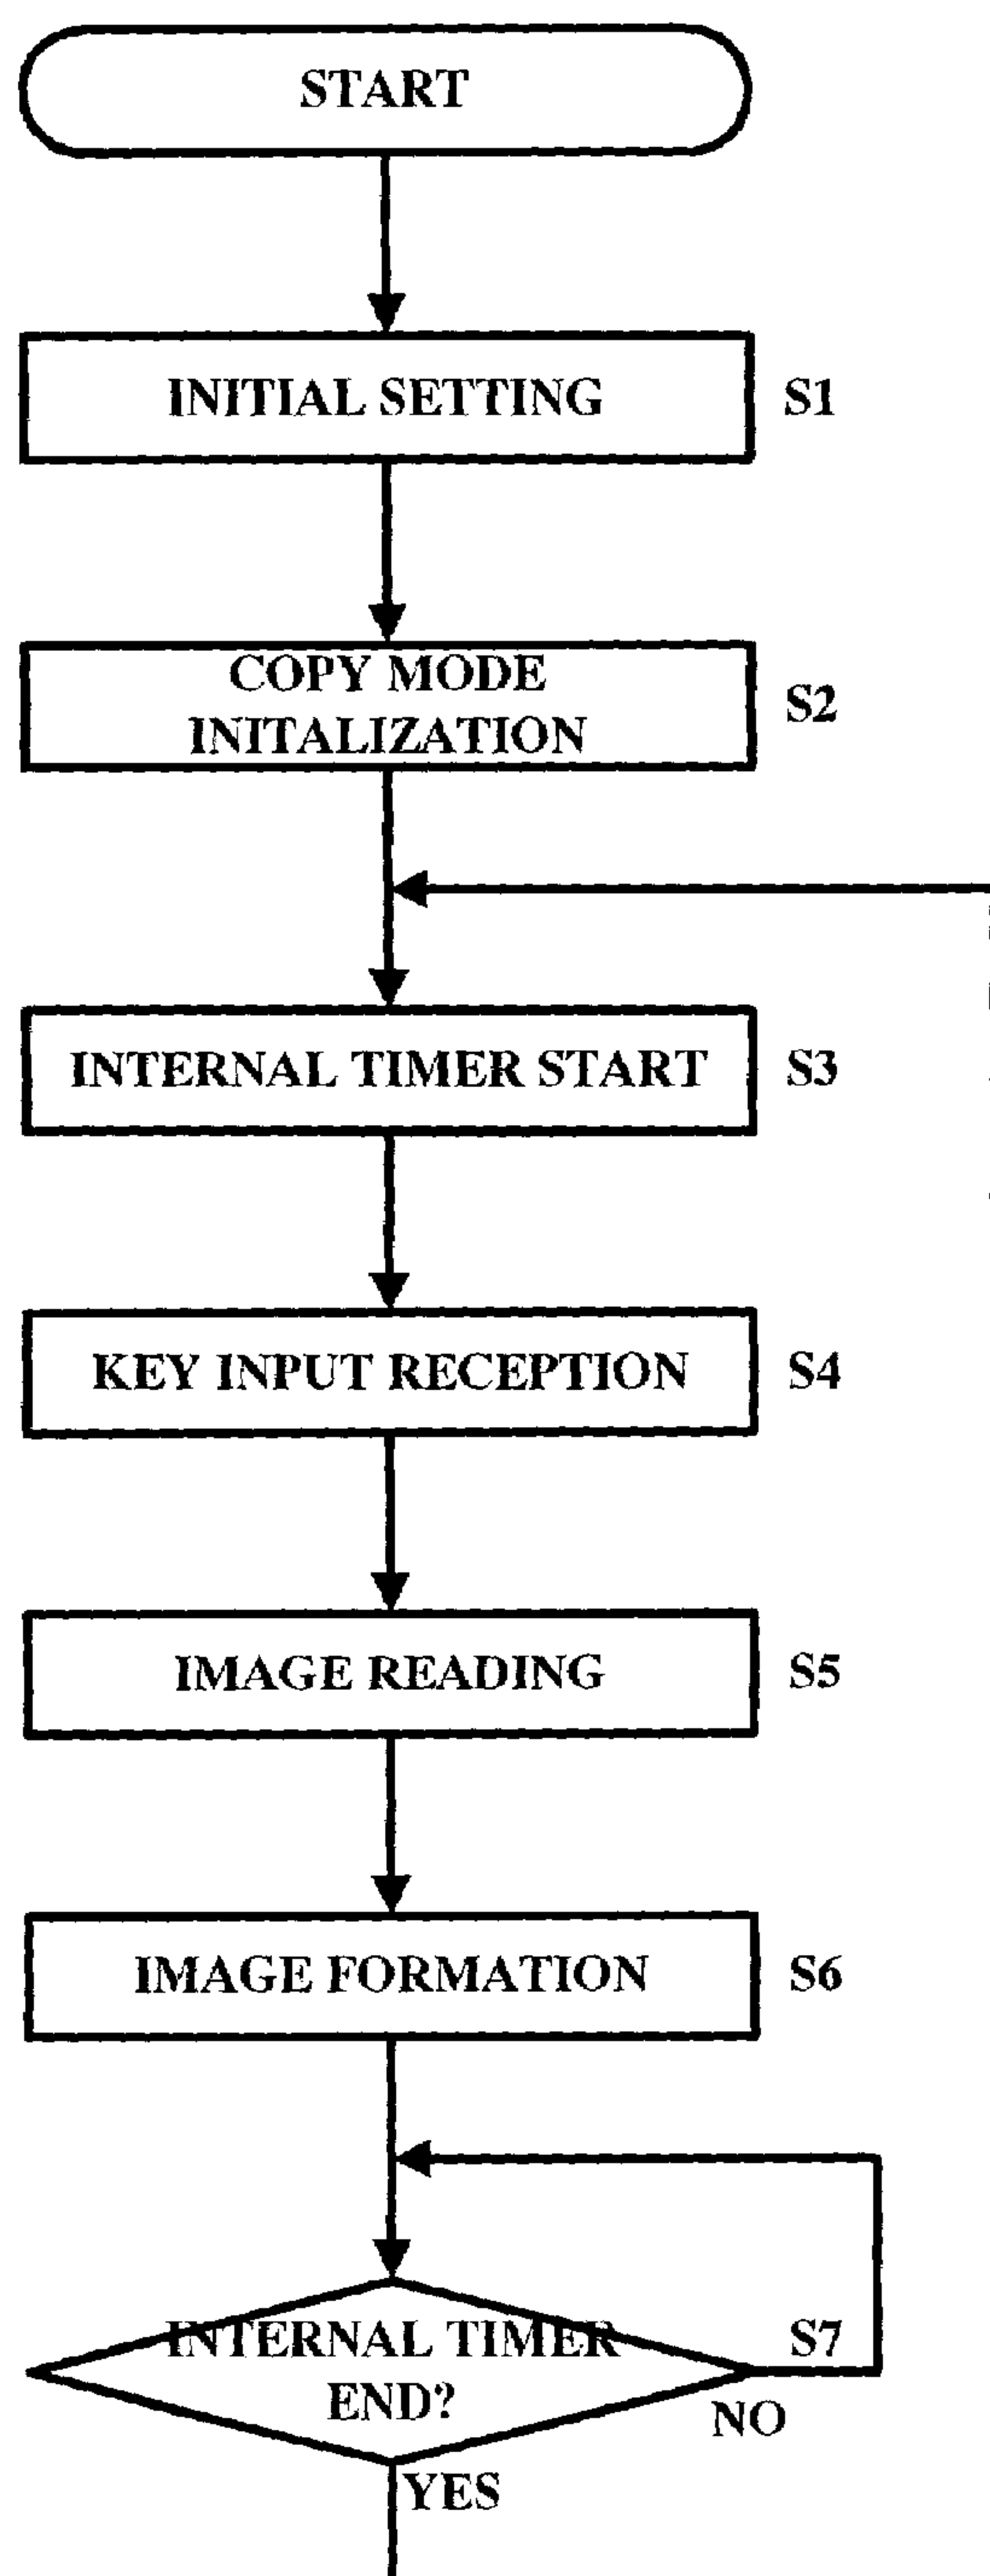 START
INITIAL SETTING
S1
COPY MODE
INITALIZATION
S2
INTERNAL TIMER START
S3
KEY INPUT RECEPTION
S4
IMAGE READING
S5
IMAGE FORMATION
S6
INTERNAL TIMER
END?
S7
NO
YES